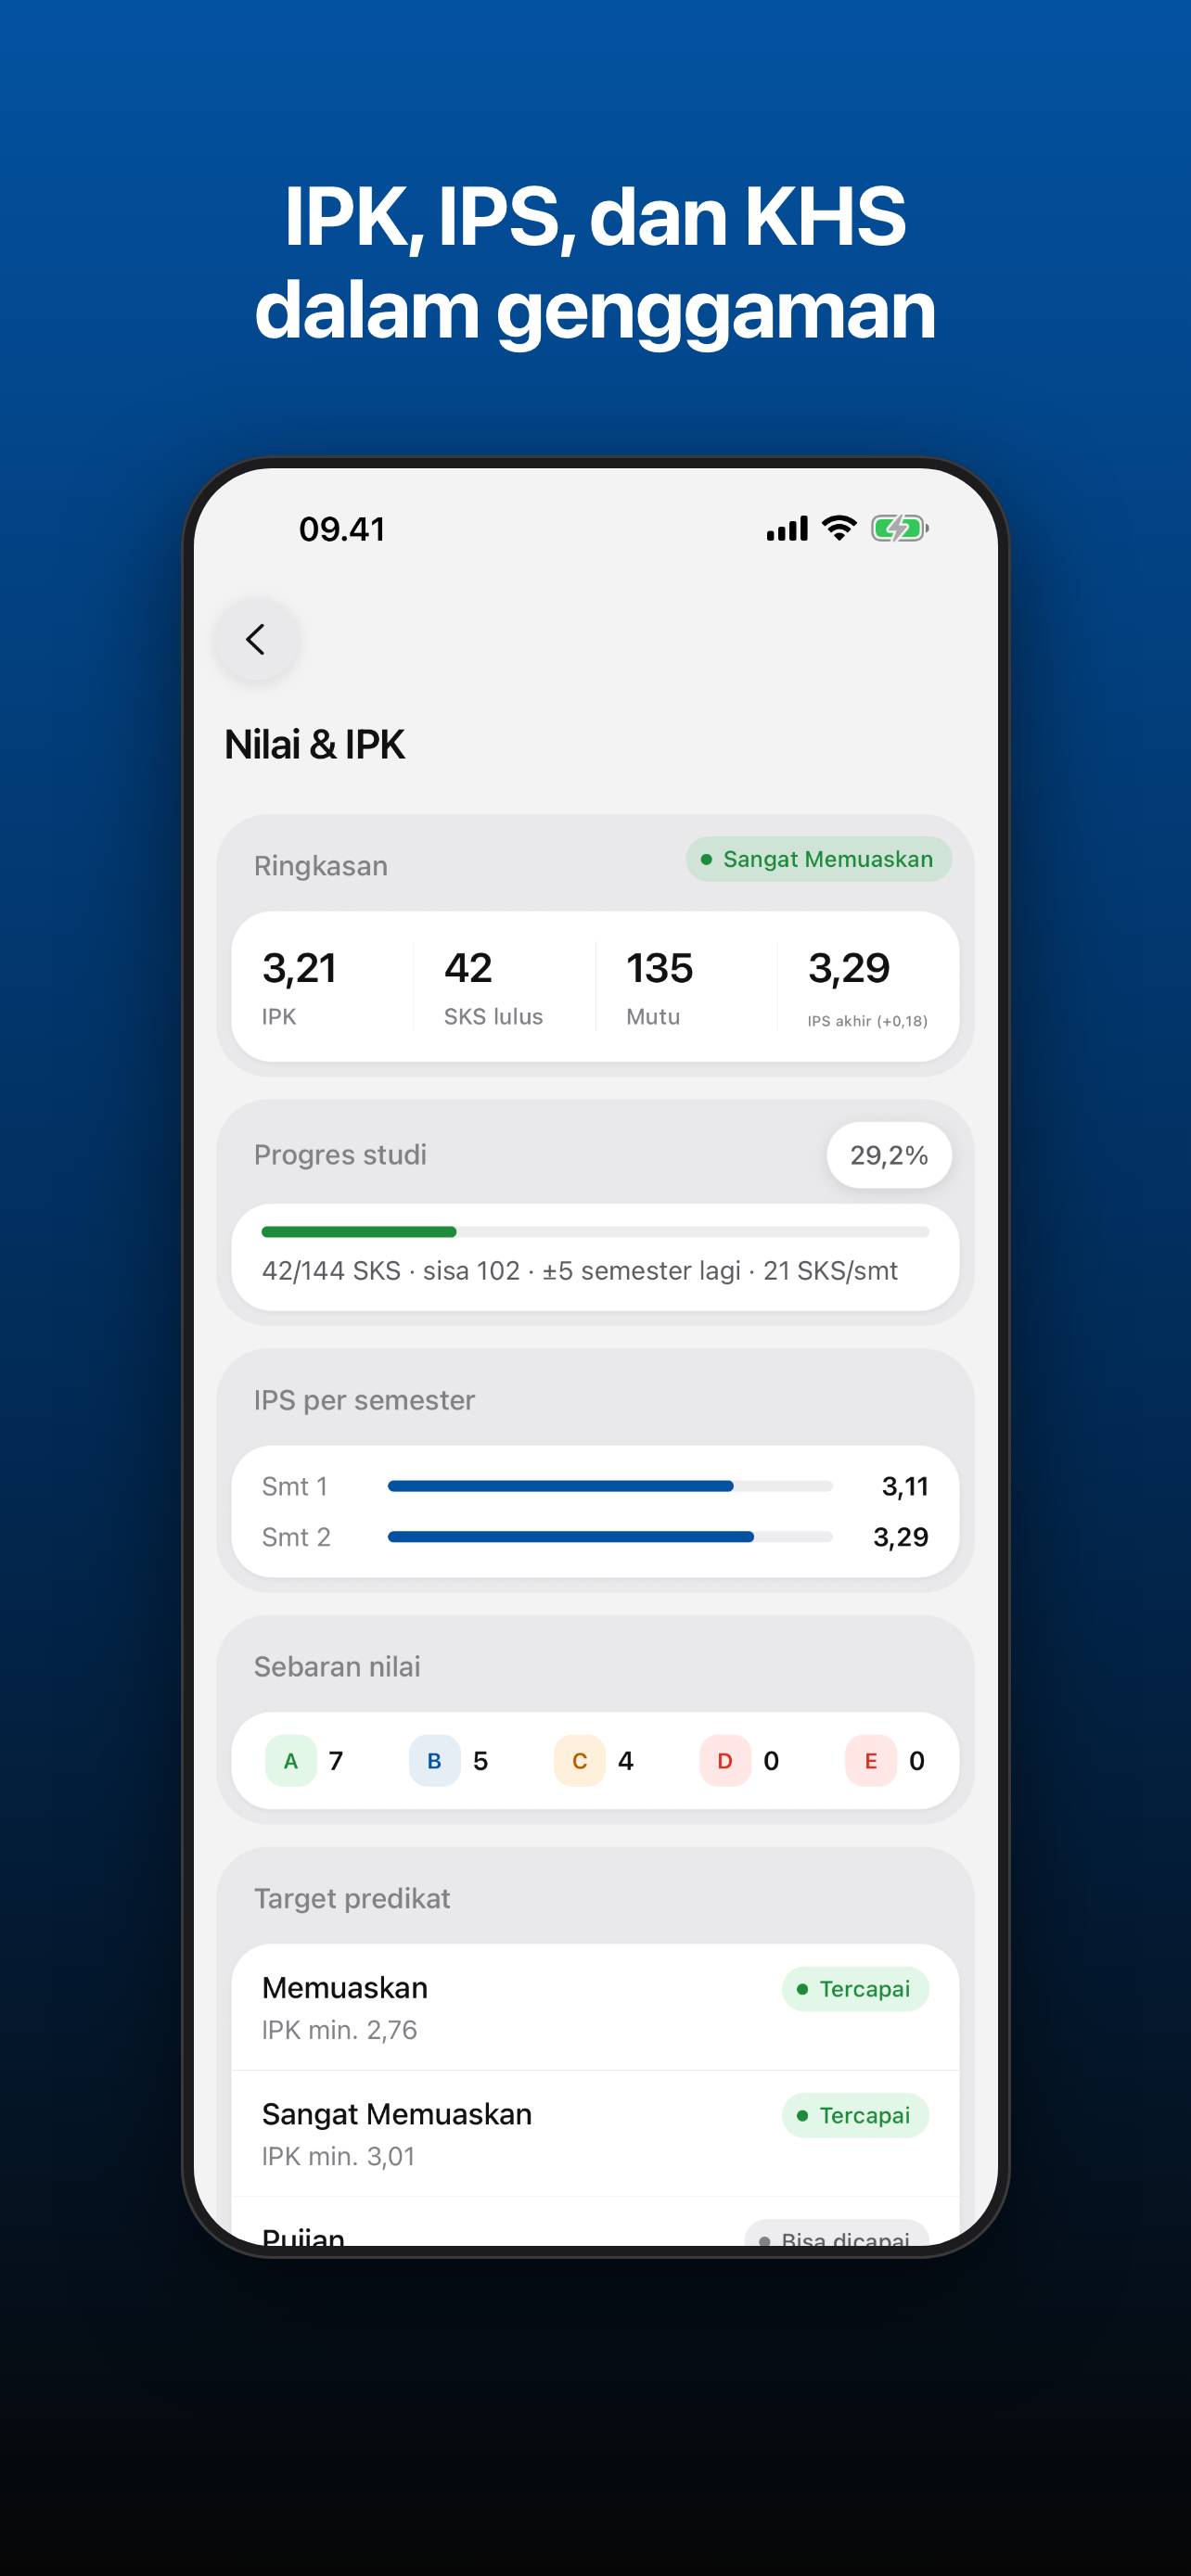 IPK, IPS, dan KHS
dalam genggaman
09.41
Nilai & IPK
Ringkasan
Sangat Memuaskan
3,21
IPK
42
SKS lulus
135
Mutu
3,29
IPS akhir (+0,18)
Progres studi
29,2%
42/144 SKS · sisa 102 · ±5 semester lagi · 21 SKS/smt
IPS per semester
Smt 1
3,11
Smt 2
3,29
Sebaran nilai
A 7 B 5 C 4 D 0 E 0
Target predikat
Memuaskan
Tercapai
IPK min. 2,76
Sangat Memuaskan
Tercapai
IPK min. 3,01
Pujian
Bisa dicapai